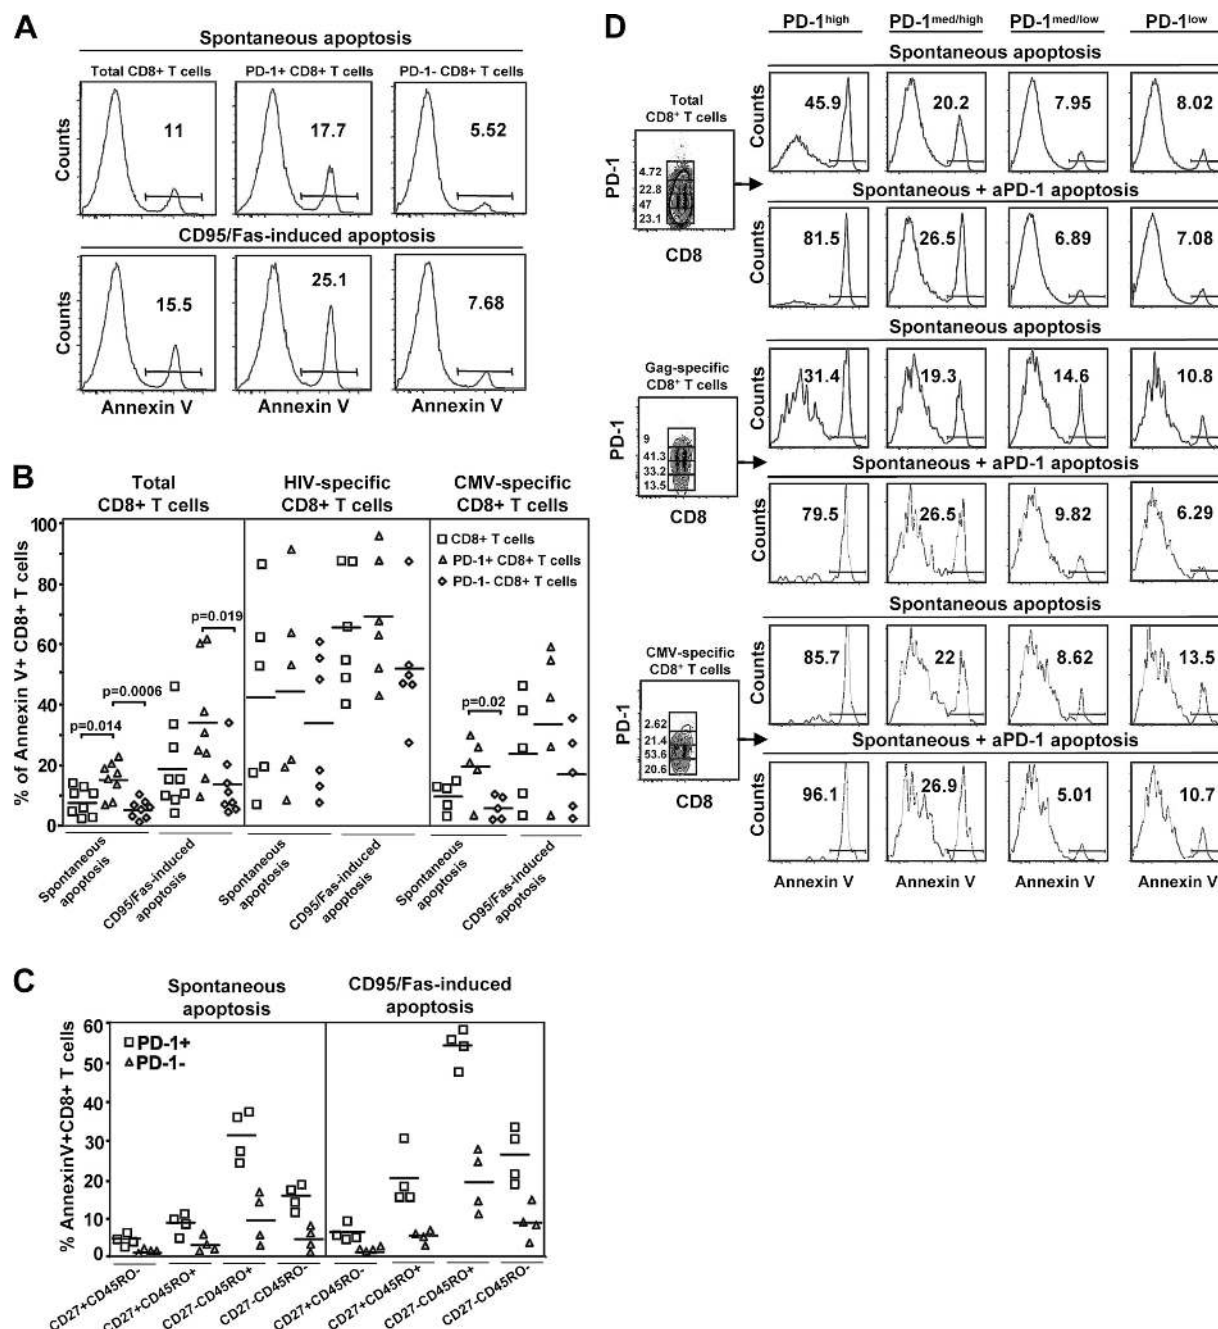 A
Spontaneous apoptosis
Total CD8+ T cells
PD-1+ CD8+ T cells
PD-1- CD8+ T cells
Counts
11
17.7
5.52
CD95/Fas-induced apoptosis
Counts
15.5
25.1
7.68
Annexin V
Annexin V
Annexin V
B
Total
CD8+ T cells
HIV-specific
CD8+ T cells
CMV-specific
CD8+ T cells
% of Annexin V+ CD8+ T cells
100
80
60
40
20
0
CD8+ T cells
PD-1+ CD8+ T cells
PD-1- CD8+ T cells
p=0.019
p=0.0006
p=0.014
p=0.02
Spontaneous
apoptosis
CD95/Fas-induced
apoptosis
Spontaneous
apoptosis
CD95/Fas-induced
apoptosis
Spontaneous
apoptosis
CD95/Fas-induced
apoptosis
C
Spontaneous
apoptosis
CD95/Fas-induced
apoptosis
% AnnexinV+CD8+ T cells
60
50
40
30
20
10
0
PD-1+
PD-1-
CD27+CD45RO-
CD27+CD45RO+
CD27-CD45RO+
CD27-CD45RO-
CD27+CD45RO-
CD27+CD45RO+
CD27-CD45RO+
CD27-CD45RO-
D
PD-1high
PD-1med/high
PD-1med/low
PD-1low
Spontaneous apoptosis
Total
CD8+ T cells
PD-1
4.72
22.8
47
23.1
CD8
Counts
45.9
20.2
7.95
8.02
Spontaneous + aPD-1 apoptosis
Counts
81.5
26.5
6.89
7.08
Spontaneous apoptosis
Gag-specific
CD8+ T cells
PD-1
9
41.3
33.2
13.5
CD8
Counts
31.4
19.3
14.6
10.8
Spontaneous + aPD-1 apoptosis
Counts
79.5
26.5
9.82
6.29
Spontaneous apoptosis
CMV-specific
CD8+ T cells
PD-1
2.62
21.4
53.6
20.6
CD8
Counts
85.7
22
8.62
13.5
Spontaneous + aPD-1 apoptosis
Counts
96.1
26.9
5.01
10.7
Annexin V
Annexin V
Annexin V
Annexin V